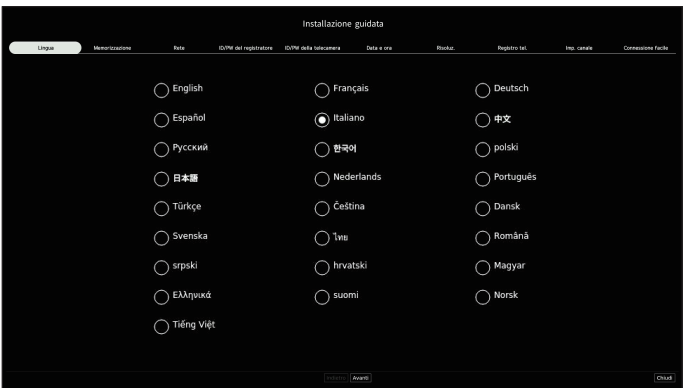 Installazione guidata
Lingua Memorizzazione Rete ID/PW del registratore ID/PW della telecamera Data e ora Risoluz. Registro tel. Imp. canale Connessione facile
English Français Deutsch
Español Italiano 中文
Русский 한국어 polski
日本語 Nederlands Português
Türkçe Čeština Dansk
Svenska ไทย Română
srpski hrvatski Magyar
Ελληνικά suomi Norsk
Tiếng Việt
Indietro Avanti Chiudi